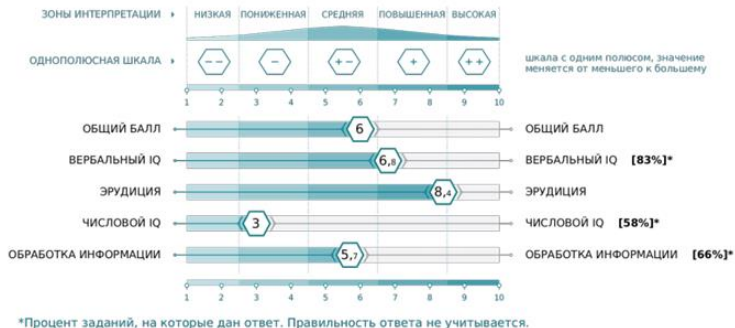 ЗОНЫ ИНТЕРПРЕТАЦИИ НИЗКАЯ ПОНИЖЕННАЯ СРЕДНЯЯ ПОВЫШЕННАЯ ВЫСОКАЯ
ОДНОПОЛЮСНАЯ ШКАЛА – – – + – + + + шкала с одним полюсом, значение
меняется от меньшего к большему
1 2 3 4 5 6 7 8 9 10
ОБЩИЙ БАЛЛ 6 ОБЩИЙ БАЛЛ
ВЕРБАЛЬНЫЙ IQ 6,8 ВЕРБАЛЬНЫЙ IQ [83%]*
ЭРУДИЦИЯ 8,4 ЭРУДИЦИЯ
ЧИСЛОВОЙ IQ 3 ЧИСЛОВОЙ IQ [58%]*
ОБРАБОТКА ИНФОРМАЦИИ 5,7 ОБРАБОТКА ИНФОРМАЦИИ [66%]*
1 2 3 4 5 6 7 8 9 10
*Процент заданий, на которые дан ответ. Правильность ответа не учитывается.